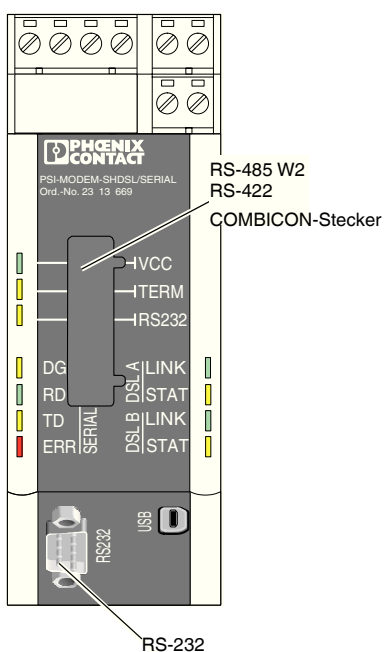 PHŒNIX
CONTACT
PSI-MODEM-SHDSL/SERIAL
Ord.-No. 23 13 669
RS-485 W2
RS-422
COMBICON-Stecker
VCC
TERM
RS232
DG
RD
TD
ERR
SERIAL
DSL A
LINK
STAT
DSL B
LINK
STAT
RS232
USB
RS-232